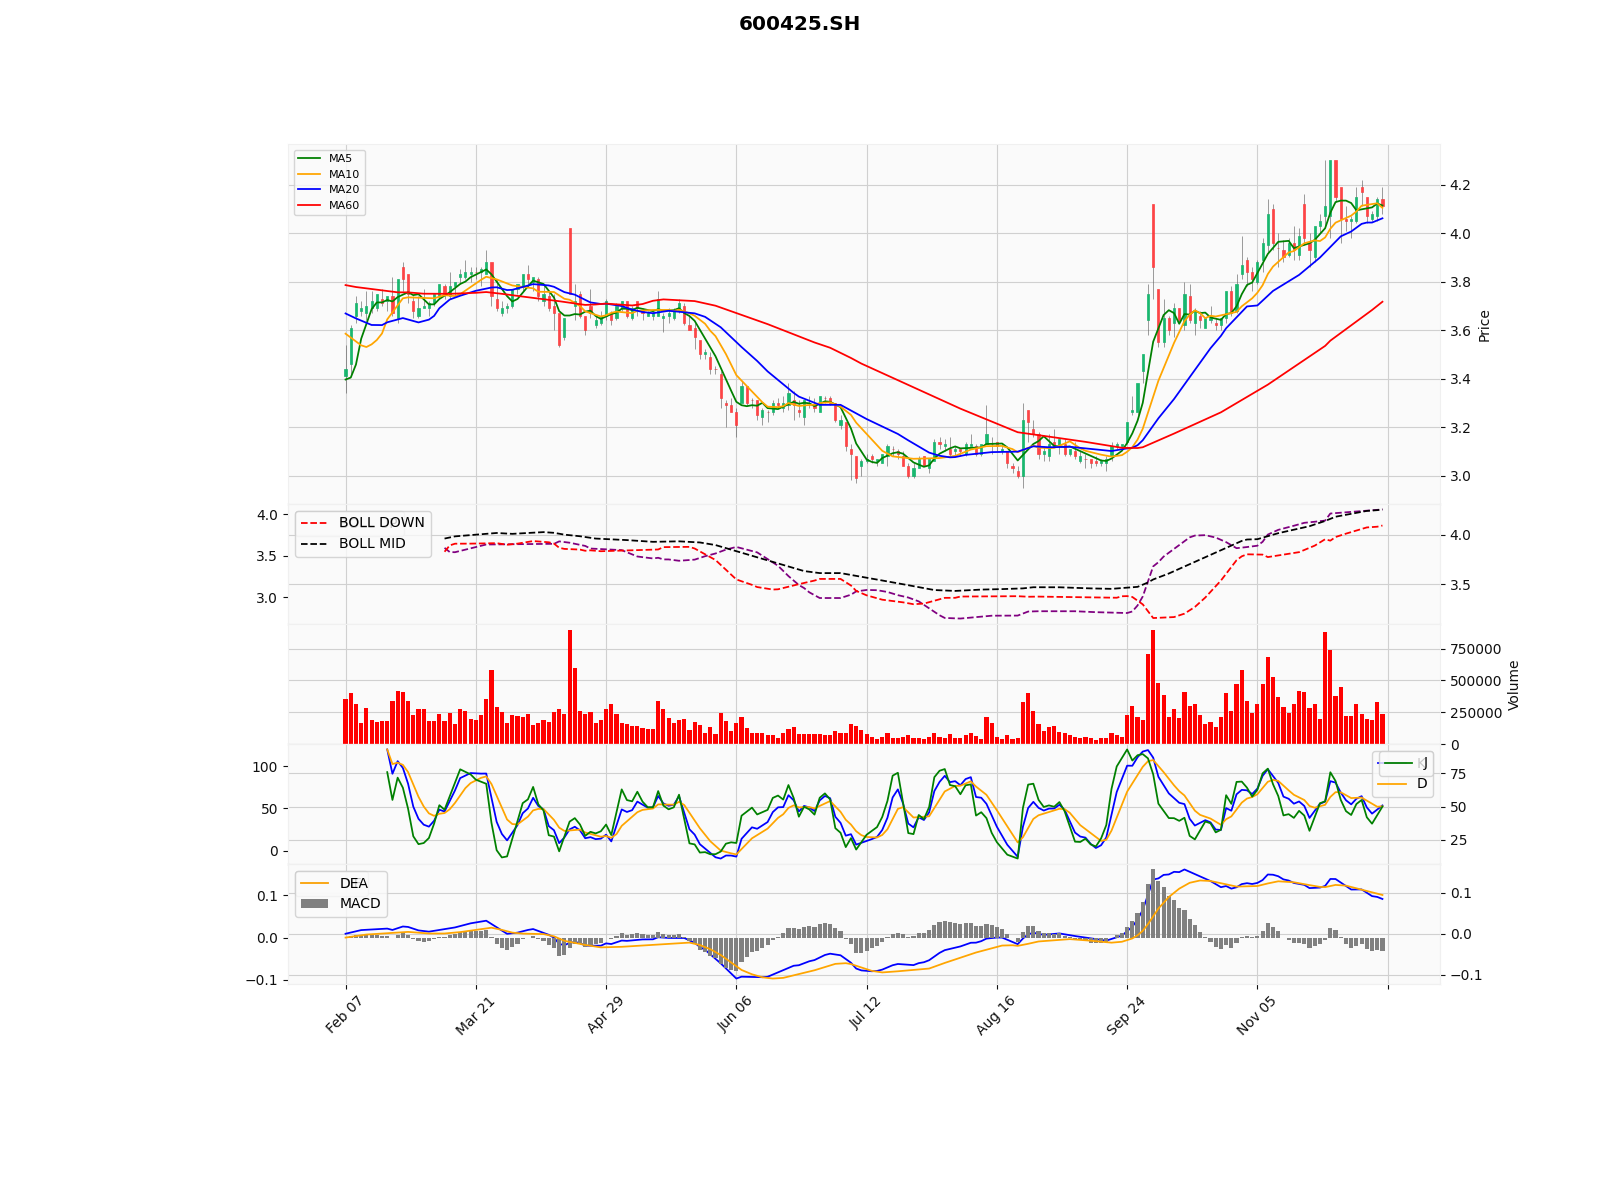 600425.SH
MA5
MA10
MA20
MA60
4.2
4.0
3.8
3.6
3.4
3.2
3.0
Price
BOLL DOWN
BOLL MID
4.0
3.5
3.0
4.0
3.5
750000
500000
250000
0
Volume
100
50
0
J
D
75
50
25
DEA
MACD
0.1
0.0
−0.1
0.1
0.0
−0.1
Feb 07
Mar 21
Apr 29
Jun 06
Jul 12
Aug 16
Sep 24
Nov 05